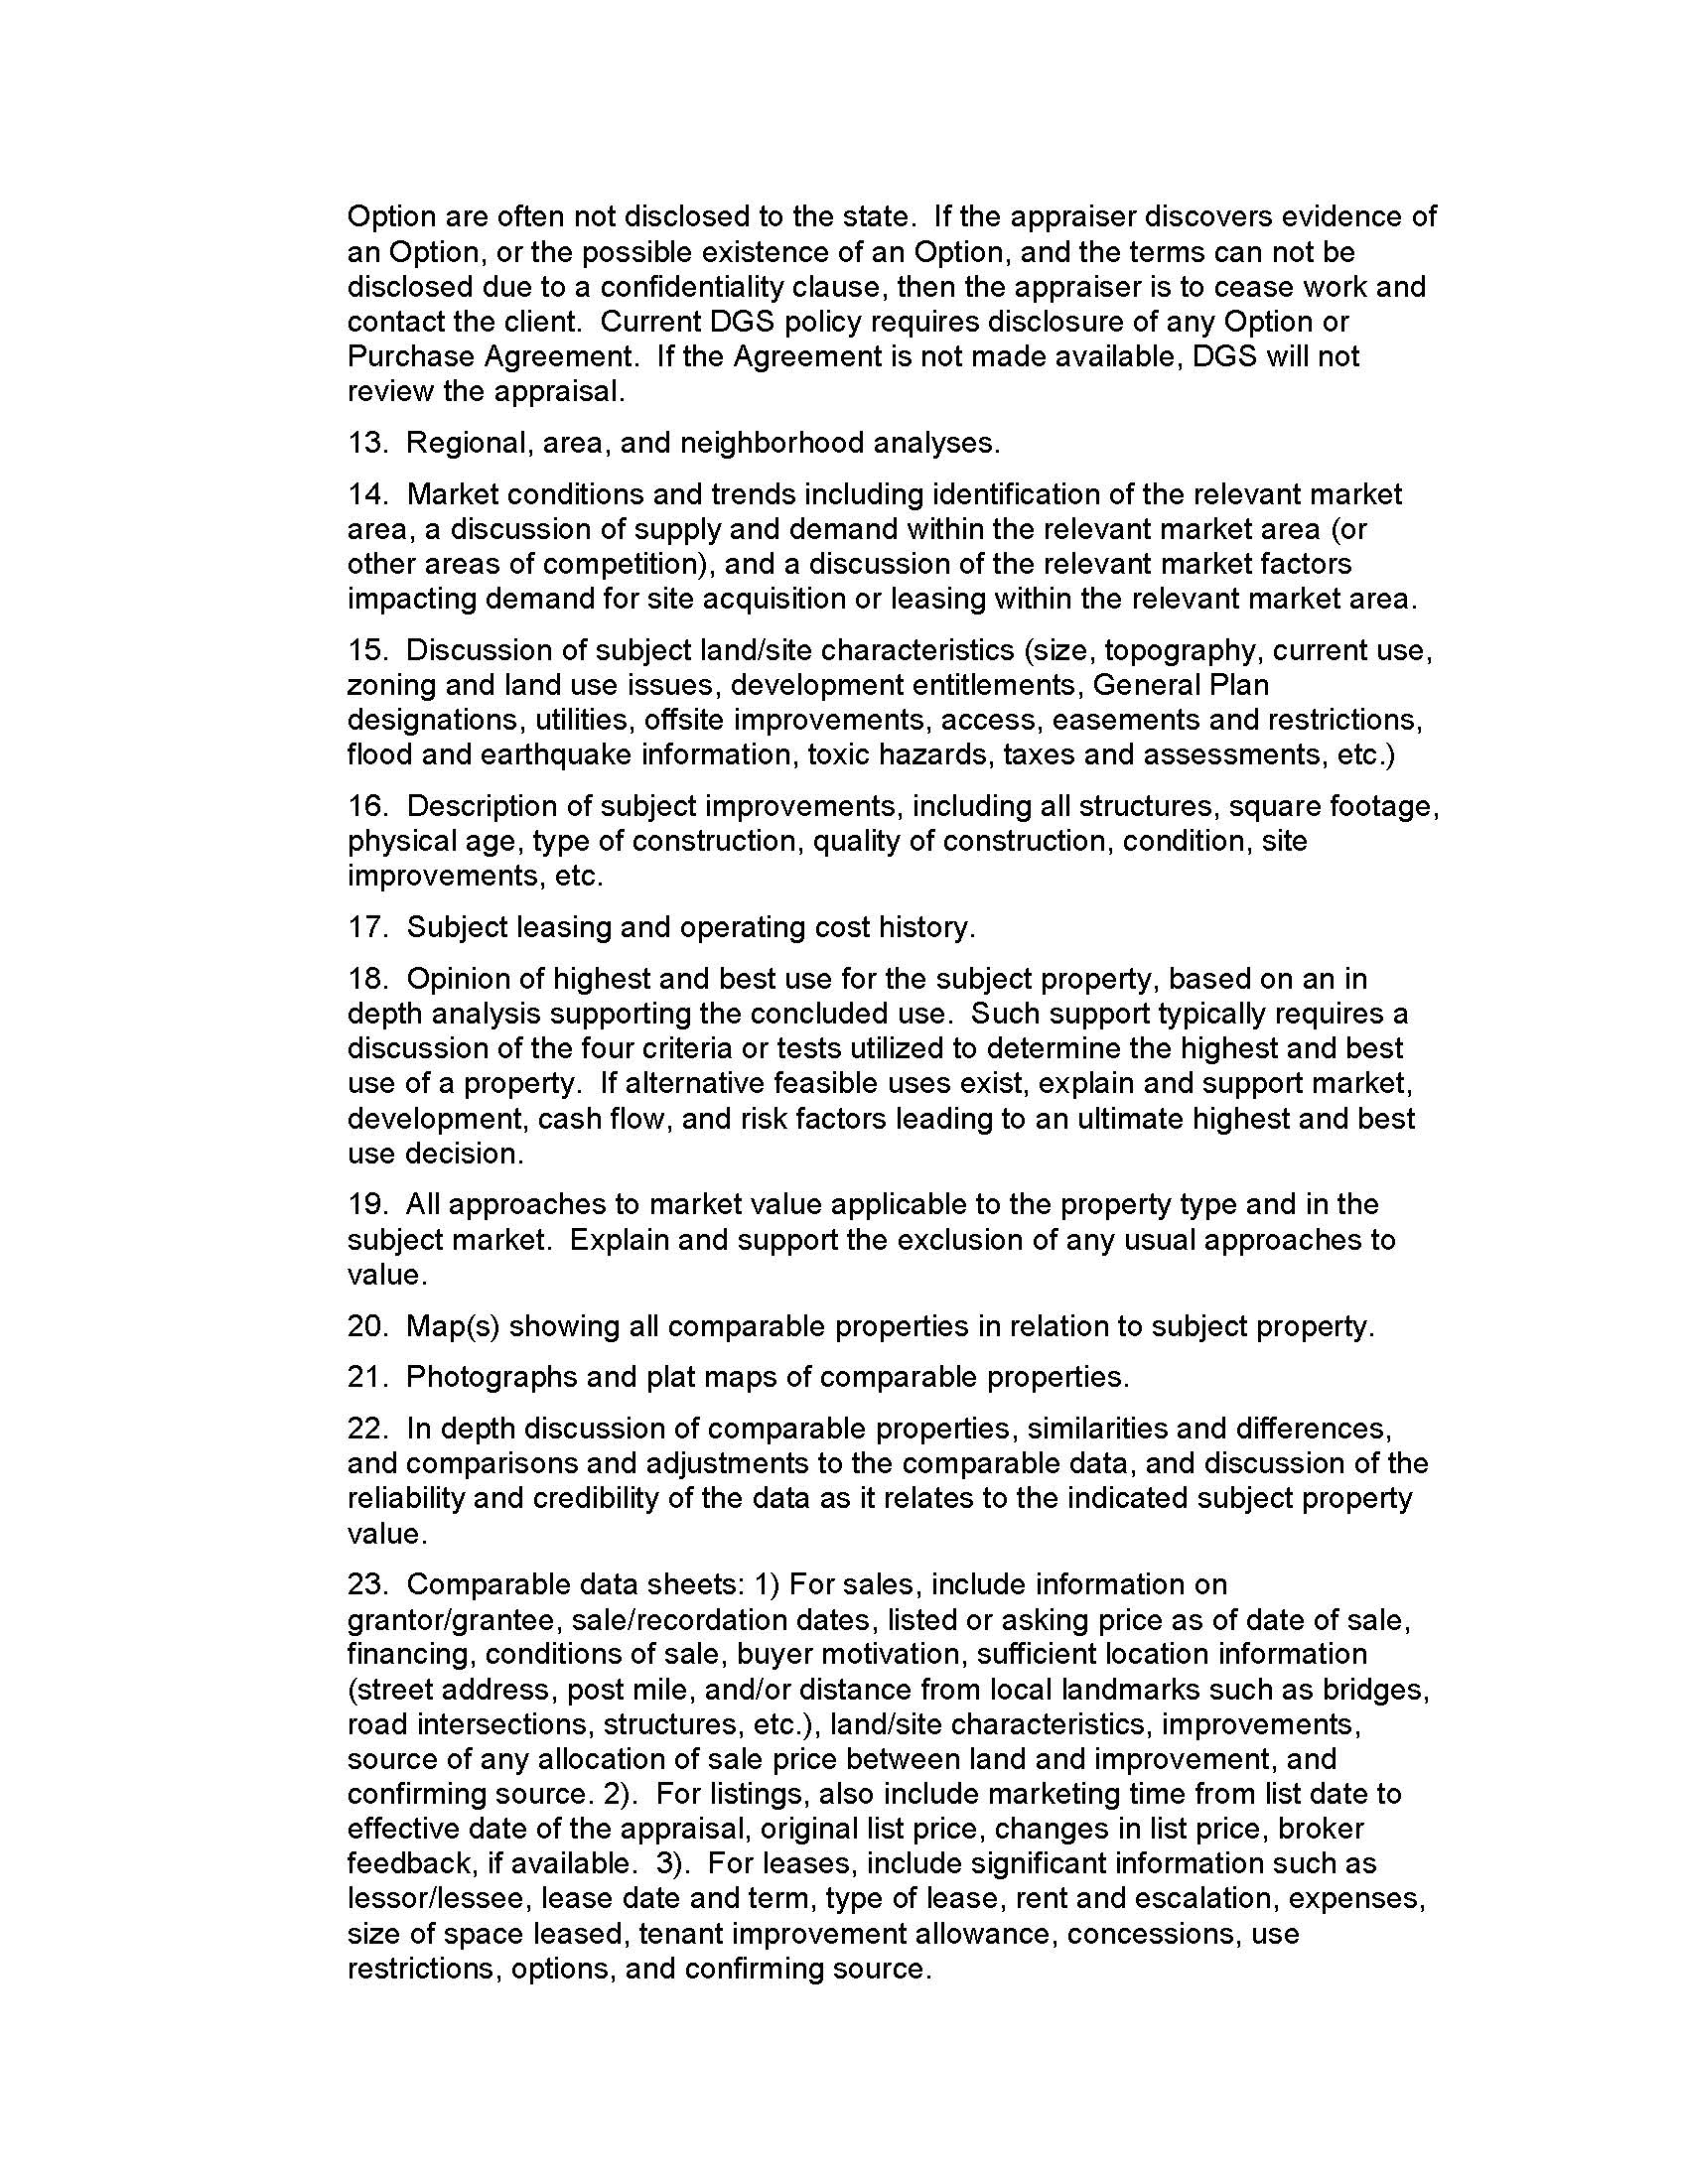 Option are often not disclosed to the state.  If the appraiser discovers evidence of
an Option, or the possible existence of an Option, and the terms can not be
disclosed due to a confidentiality clause, then the appraiser is to cease work and
contact the client.  Current DGS policy requires disclosure of any Option or
Purchase Agreement.  If the Agreement is not made available, DGS will not
review the appraisal.
13.  Regional, area, and neighborhood analyses.
14.  Market conditions and trends including identification of the relevant market
area, a discussion of supply and demand within the relevant market area (or
other areas of competition), and a discussion of the relevant market factors
impacting demand for site acquisition or leasing within the relevant market area.
15.  Discussion of subject land/site characteristics (size, topography, current use,
zoning and land use issues, development entitlements, General Plan
designations, utilities, offsite improvements, access, easements and restrictions,
flood and earthquake information, toxic hazards, taxes and assessments, etc.)
16.  Description of subject improvements, including all structures, square footage,
physical age, type of construction, quality of construction, condition, site
improvements, etc.
17.  Subject leasing and operating cost history.
18.  Opinion of highest and best use for the subject property, based on an in
depth analysis supporting the concluded use.  Such support typically requires a
discussion of the four criteria or tests utilized to determine the highest and best
use of a property.  If alternative feasible uses exist, explain and support market,
development, cash flow, and risk factors leading to an ultimate highest and best
use decision.
19.  All approaches to market value applicable to the property type and in the
subject market.  Explain and support the exclusion of any usual approaches to
value.
20.  Map(s) showing all comparable properties in relation to subject property.
21.  Photographs and plat maps of comparable properties.
22.  In depth discussion of comparable properties, similarities and differences,
and comparisons and adjustments to the comparable data, and discussion of the
reliability and credibility of the data as it relates to the indicated subject property
value.
23.  Comparable data sheets: 1) For sales, include information on
grantor/grantee, sale/recordation dates, listed or asking price as of date of sale,
financing, conditions of sale, buyer motivation, sufficient location information
(street address, post mile, and/or distance from local landmarks such as bridges,
road intersections, structures, etc.), land/site characteristics, improvements,
source of any allocation of sale price between land and improvement, and
confirming source. 2).  For listings, also include marketing time from list date to
effective date of the appraisal, original list price, changes in list price, broker
feedback, if available.  3).  For leases, include significant information such as
lessor/lessee, lease date and term, type of lease, rent and escalation, expenses,
size of space leased, tenant improvement allowance, concessions, use
restrictions, options, and confirming source.